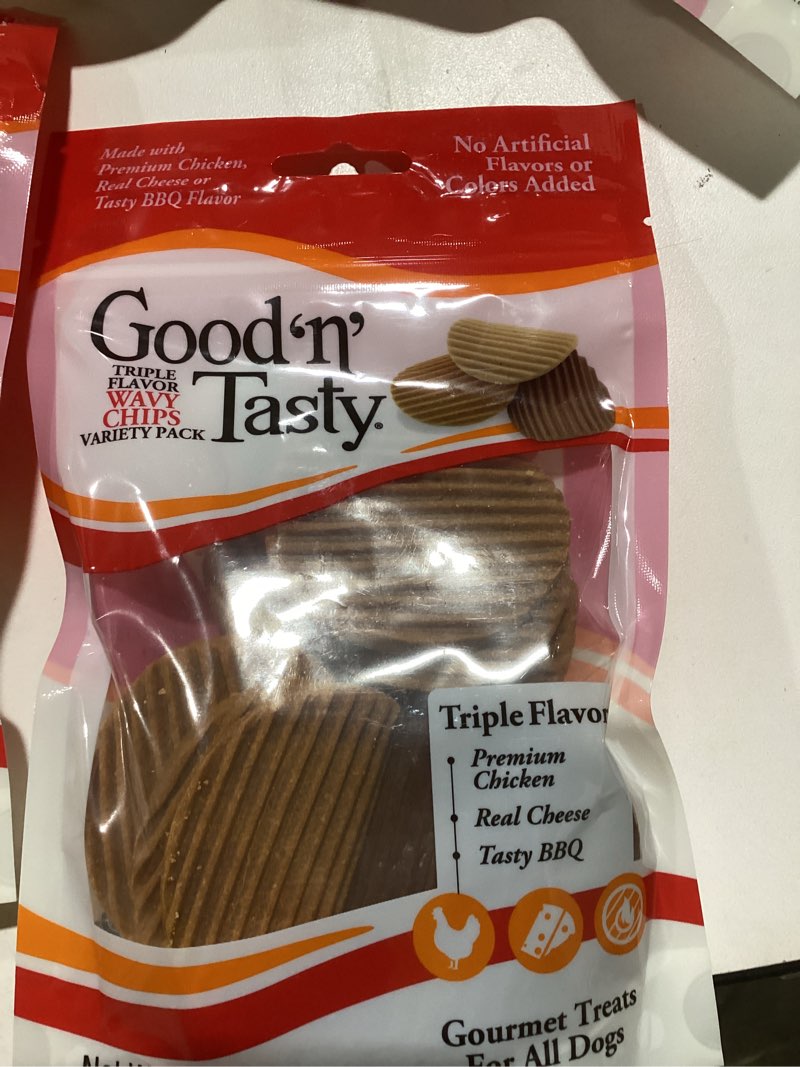 Made with
Premium Chicken,
Real Cheese or
Tasty BBQ Flavor
No Artificial
Flavors or
Colors Added
Good 'n'
Tasty.
TRIPLE
FLAVOR
WAVY
CHIPS
VARIETY PACK
Triple Flavor
Premium
Chicken
Real Cheese
Tasty BBQ
Gourmet Treats
For All Dogs